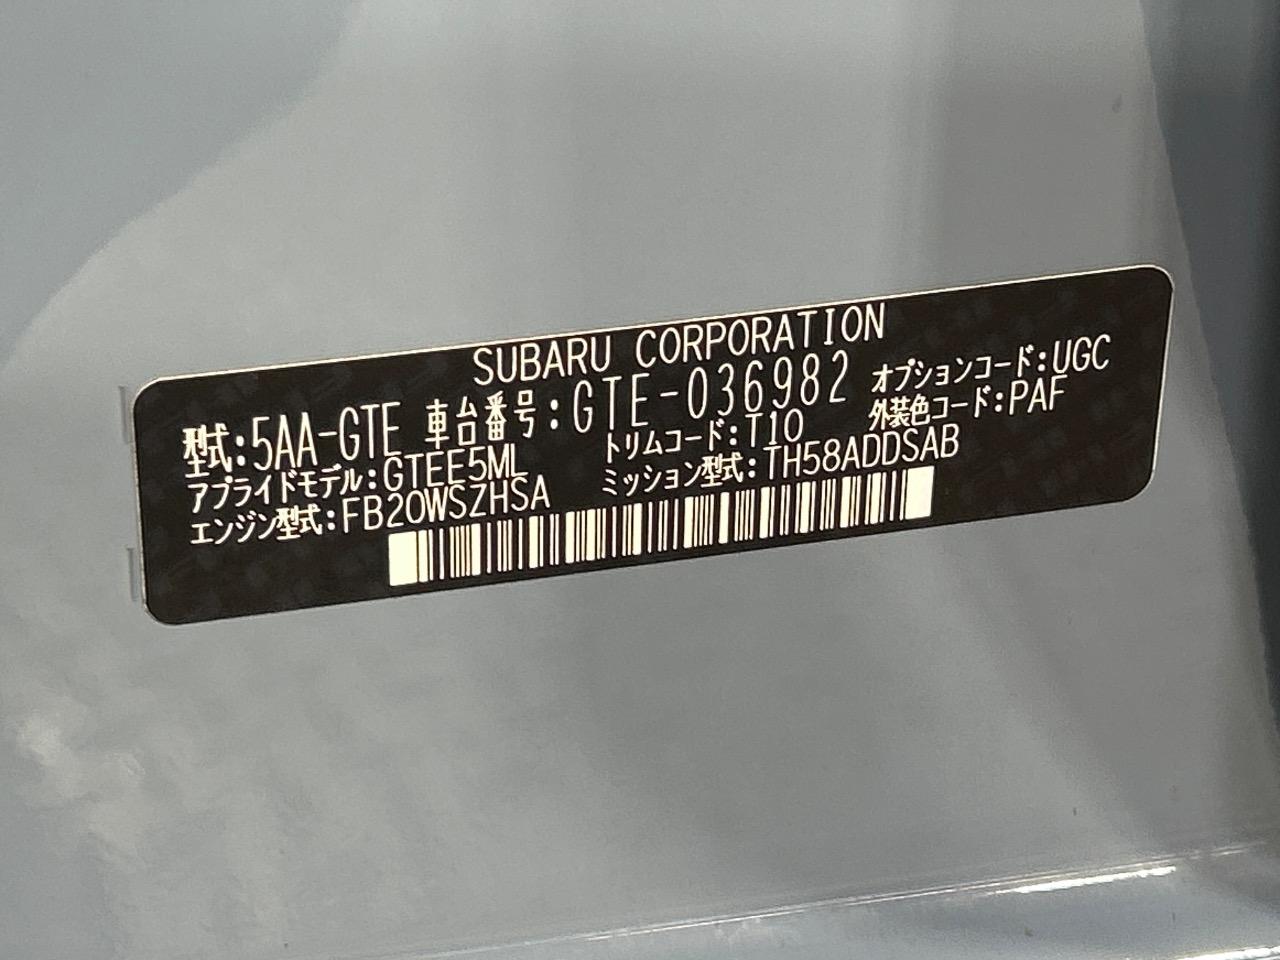 SUBARU CORPORATION
型式:5AA-GTE 車台番号:GTE-036982 オプションコード:UGC
アプライドモデル:GTEE5ML トリムコード:T10 外装色コード:PAF
エンジン型式:FB20WSZHSA ミッション型式:TH58ADDSAB